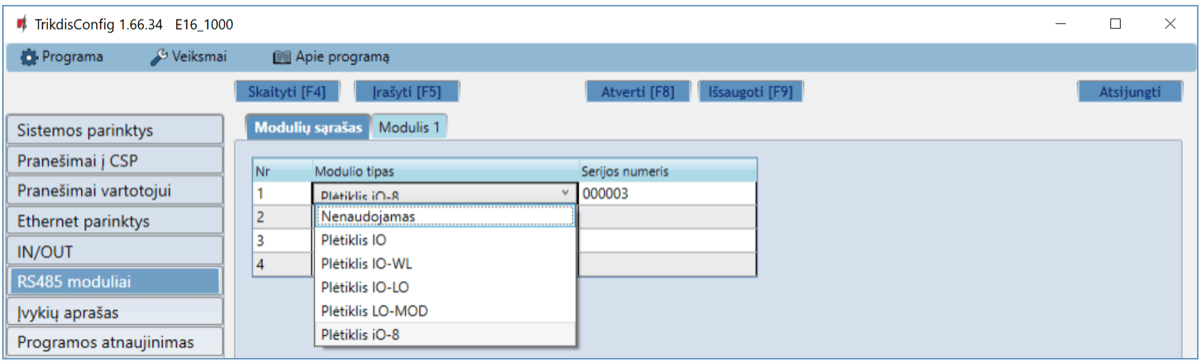 TrikdisConfig 1.66.34 E16_1000
Programa Veiksmai Apie programą
Skaityti [F4] Įrašyti [F5] Atverti [F8] Išsaugoti [F9] Atsijungti
Sistemos parinktys
Pranešimai į CSP
Pranešimai vartotojui
Ethernet parinktys
IN/OUT
RS485 moduliai
Įvykių aprašas
Programos atnaujinimas
Modulių sąrašas Modulis 1
Nr Modulio tipas Serijos numeris
1 Plėtiklis iO-8 000003
2
3
4
Nenaudojamas
Plėtiklis IO
Plėtiklis IO-WL
Plėtiklis IO-LO
Plėtiklis LO-MOD
Plėtiklis iO-8